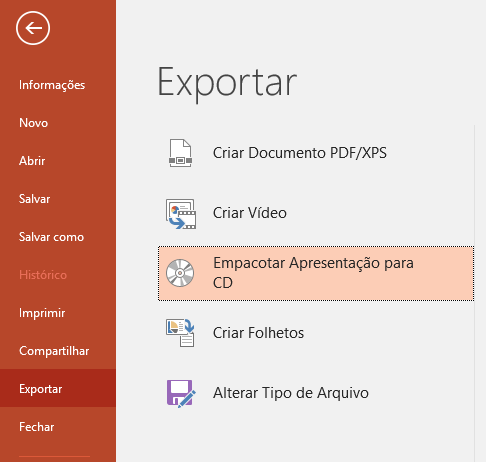 Exportar
Informações
Novo
Abrir
Salvar
Salvar como
Histórico
Imprimir
Compartilhar
Exportar
Fechar
Criar Documento PDF/XPS
Criar Vídeo
Empacotar Apresentação para
CD
Criar Folhetos
Alterar Tipo de Arquivo